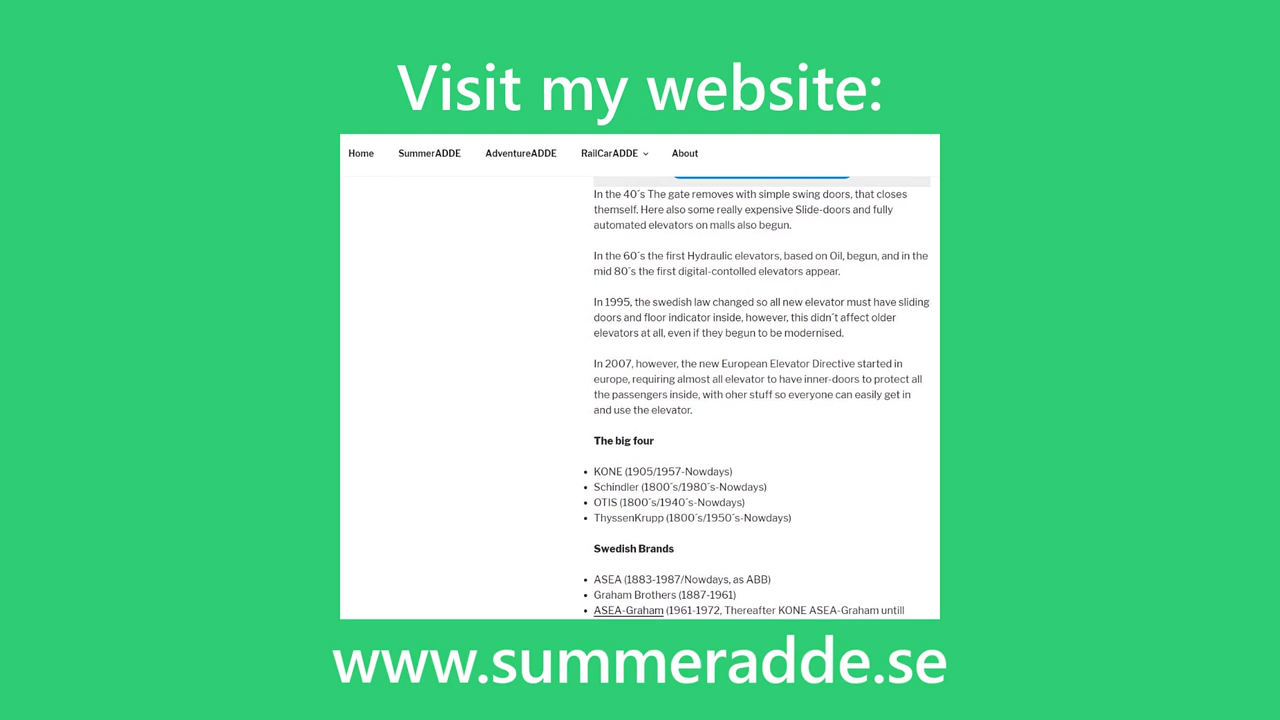 Visit my website:
Home SummerADDE AdventureADDE RailCarADDE About
In the 40´s The gate removes with simple swing doors, that closes
themself. Here also some really expensive Slide-doors and fully
automated elevators on malls also begun.
In the 60´s the first Hydraulic elevators, based on Oil, begun, and in the
mid 80´s the first digital-contolled elevators appear.
In 1995, the swedish law changed so all new elevator must have sliding
doors and floor indicator inside, however, this didn´t affect older
elevators at all, even if they begun to be modernised.
In 2007, however, the new European Elevator Directive started in
europe, requiring almost all elevator to have inner-doors to protect all
the passengers inside, with oher stuff so everyone can easily get in
and use the elevator.
The big four
• KONE (1905/1957-Nowdays)
• Schindler (1800´s/1980´s-Nowdays)
• OTIS (1800´s/1940´s-Nowdays)
• ThyssenKrupp (1800´s/1950´s-Nowdays)
Swedish Brands
• ASEA (1883-1987/Nowdays, as ABB)
• Graham Brothers (1887-1961)
• ASEA-Graham (1961-1972, Thereafter KONE ASEA-Graham untill
www.summeradde.se